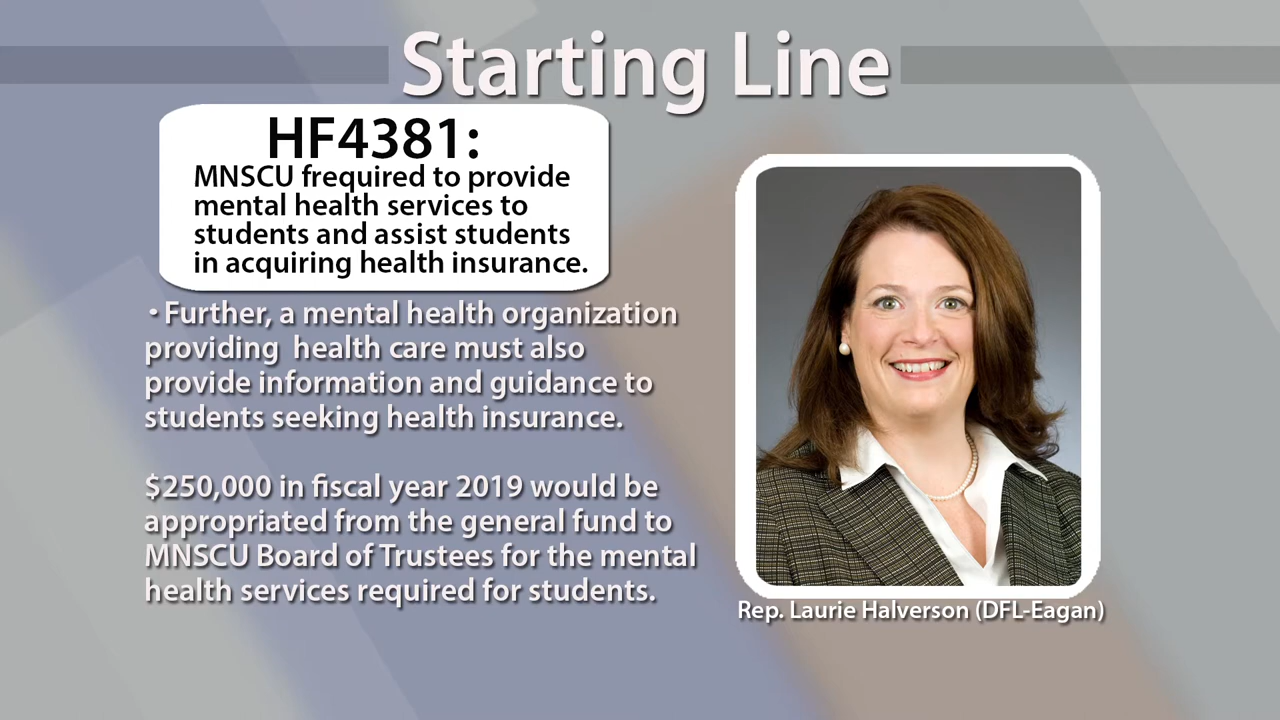 Starting Line
HF4381:
MNSCU frequired to provide
mental health services to
students and assist students
in acquiring health insurance.
• Further, a mental health organization
providing  health care must also
provide information and guidance to
students seeking health insurance.
$250,000 in fiscal year 2019 would be
appropriated from the general fund to
MNSCU Board of Trustees for the mental
health services required for students.
Rep. Laurie Halverson (DFL-Eagan)